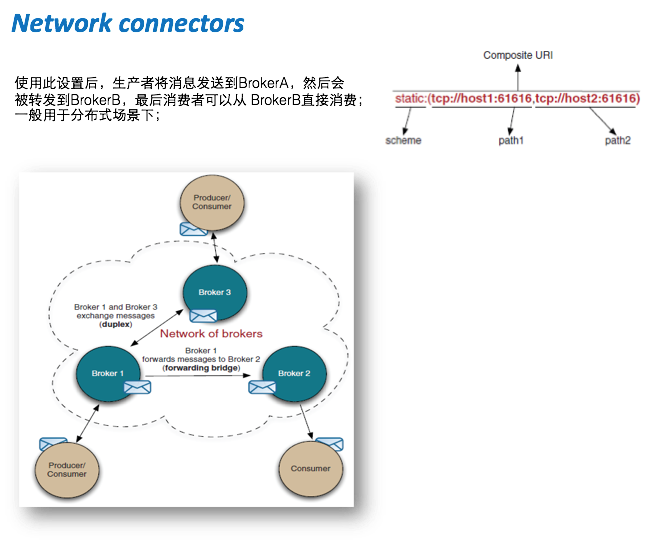 Network connectors
使用此设置后，生产者将消息发送到BrokerA，然后会
被转发到BrokerB，最后消费者可以从 BrokerB直接消费；
一般用于分布式场景下；
Composite URI
static:(tcp://host1:61616,tcp://host2:61616)
scheme
path1
path2
Producer/
Consumer
Broker 3
Broker 1 and Broker 3
exchange messages
(duplex)
Network of brokers
Broker 1
forwards messages to Broker 2
(forwarding bridge)
Broker 1
Broker 2
Producer/
Consumer
Consumer